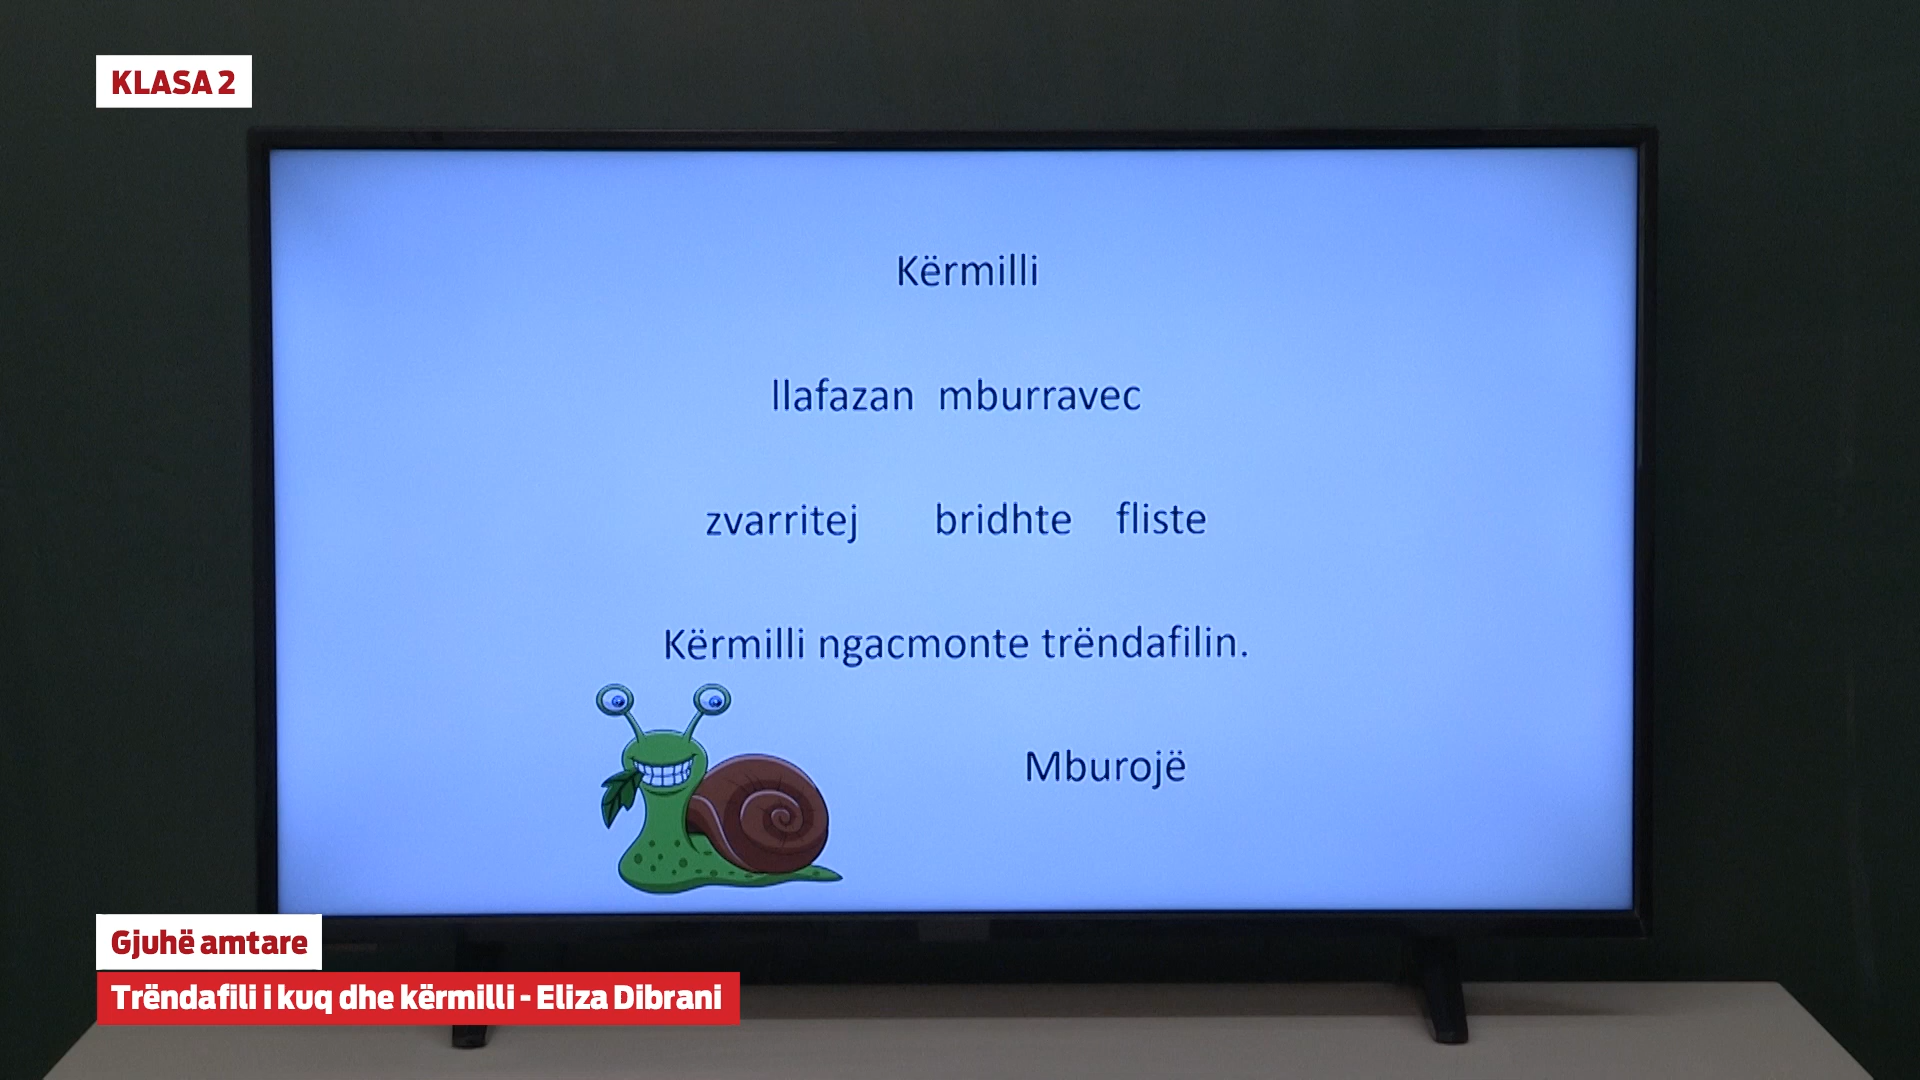 KLASA 2
Kërmilli
llafazan mburravec
zvarritej bridhte fliste
Kërmilli ngacmonte trëndafilin.
Mburojë
Gjuhë amtare
Trëndafili i kuq dhe kërmilli - Eliza Dibrani